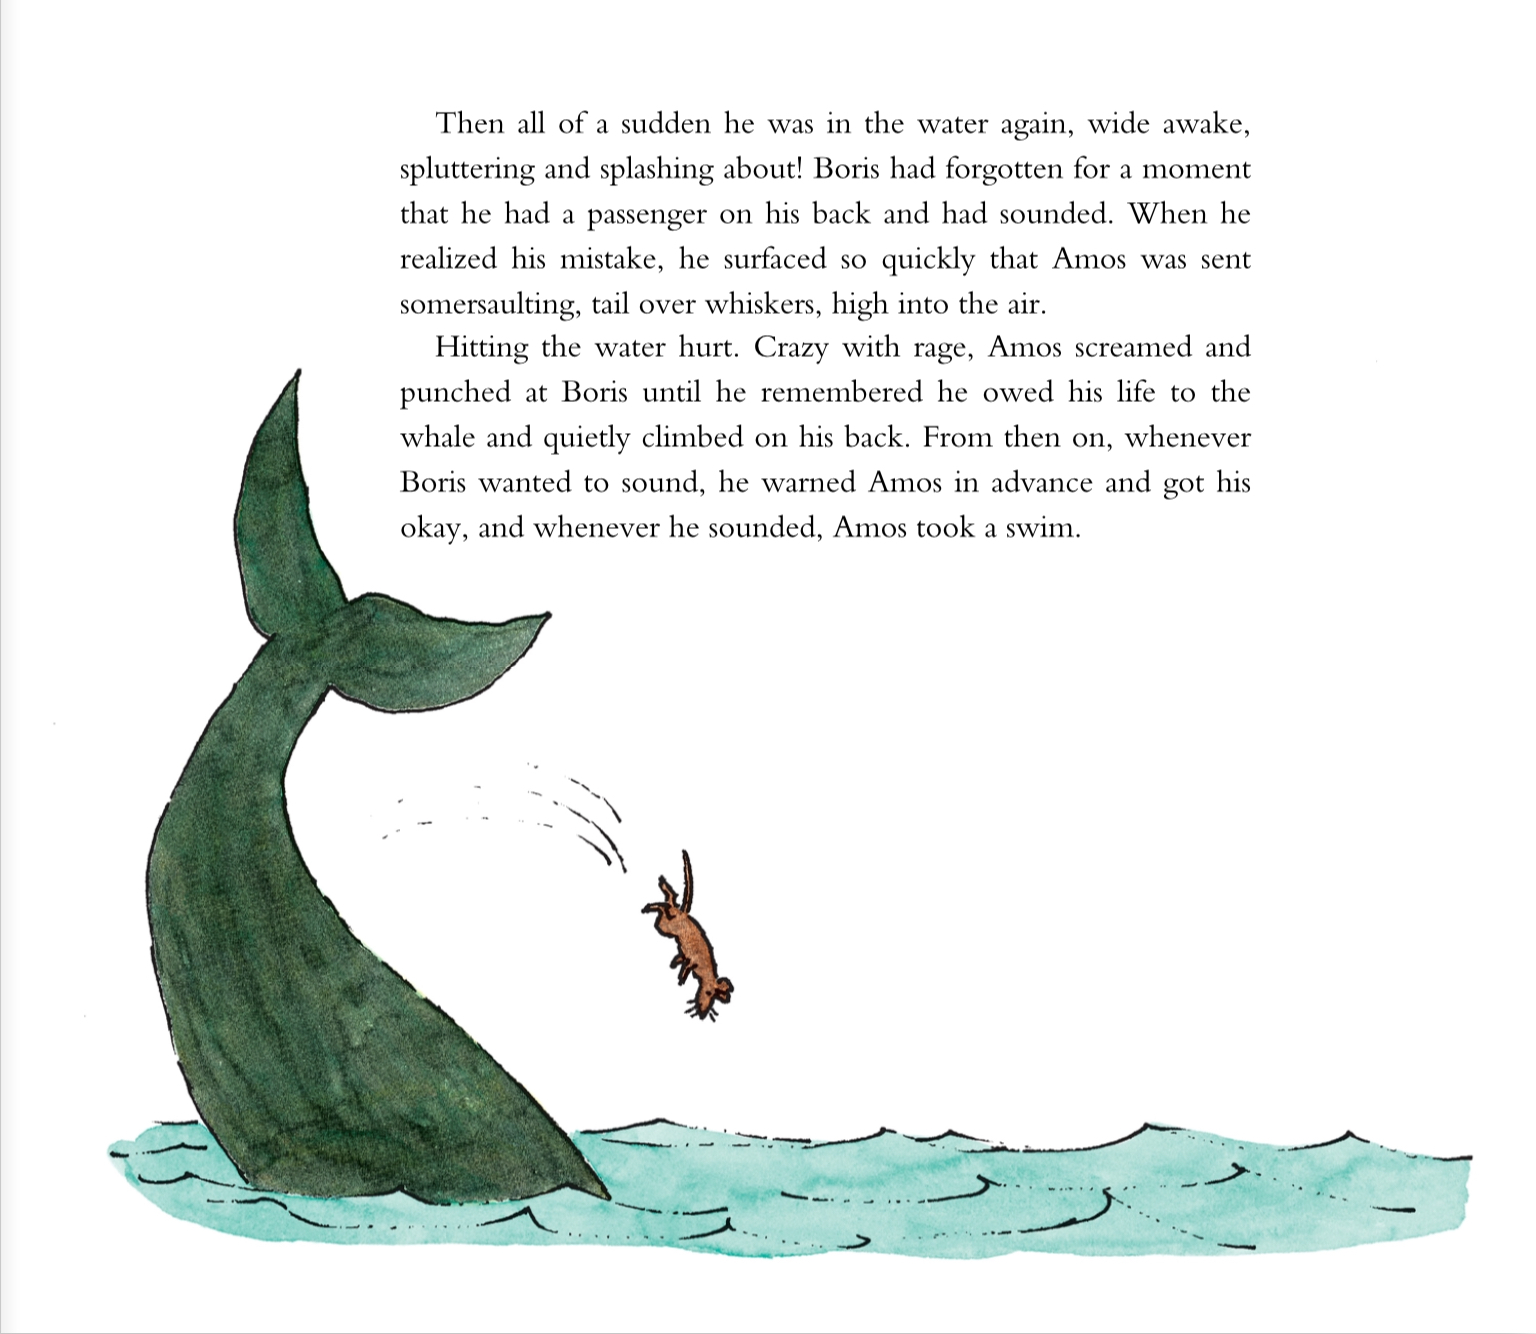 Then all of a sudden he was in the water again, wide awake,
spluttering and splashing about! Boris had forgotten for a moment
that he had a passenger on his back and had sounded. When he
realized his mistake, he surfaced so quickly that Amos was sent
somersaulting, tail over whiskers, high into the air.
Hitting the water hurt. Crazy with rage, Amos screamed and
punched at Boris until he remembered he owed his life to the
whale and quietly climbed on his back. From then on, whenever
Boris wanted to sound, he warned Amos in advance and got his
okay, and whenever he sounded, Amos took a swim.